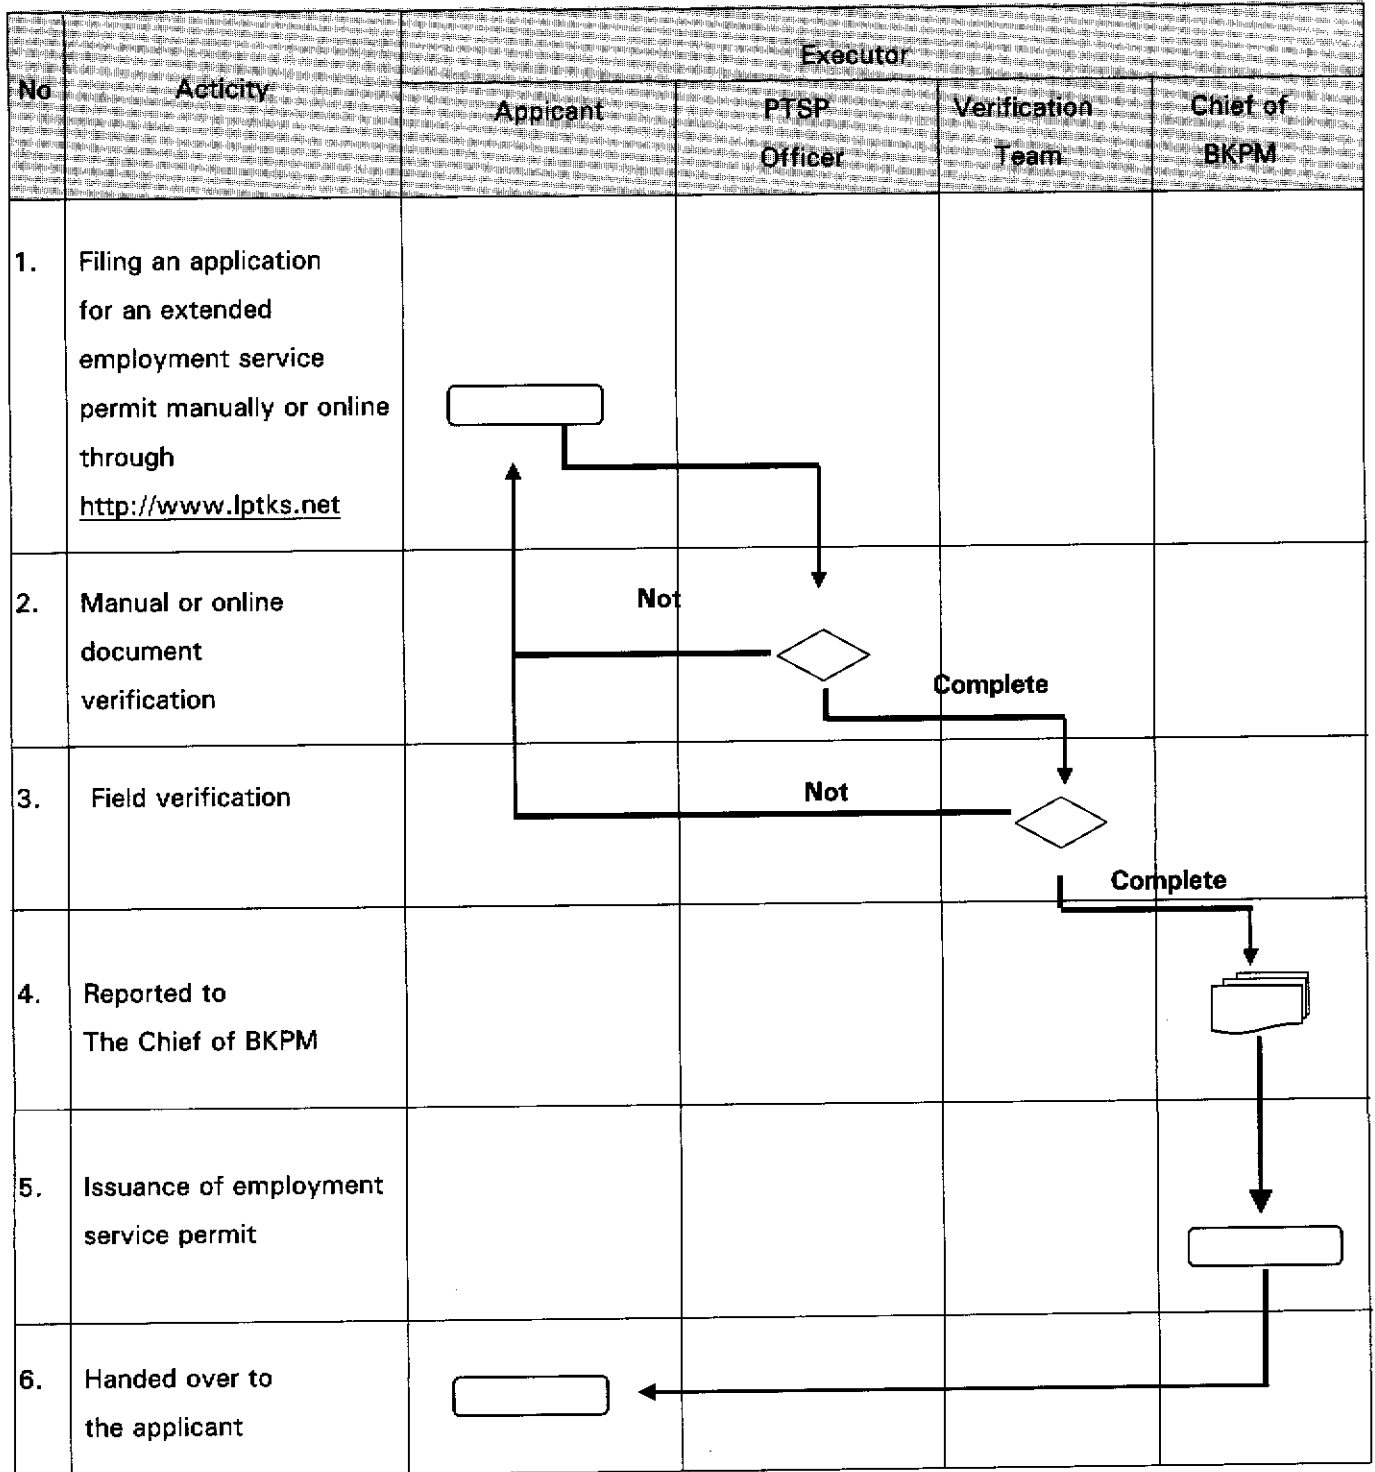 Executor
No
Acticity
Appicant
PTSP
Officer
Verification
Team
Chief of
BKPM
1.
Filing an application
for an extended
employment service
permit manually or online
through
http://www.lptks.net
2.
Manual or online
document
verification
Not
Complete
3.
Field verification
Not
Complete
4.
Reported to
The Chief of BKPM
5.
Issuance of employment
service permit
6.
Handed over to
the applicant